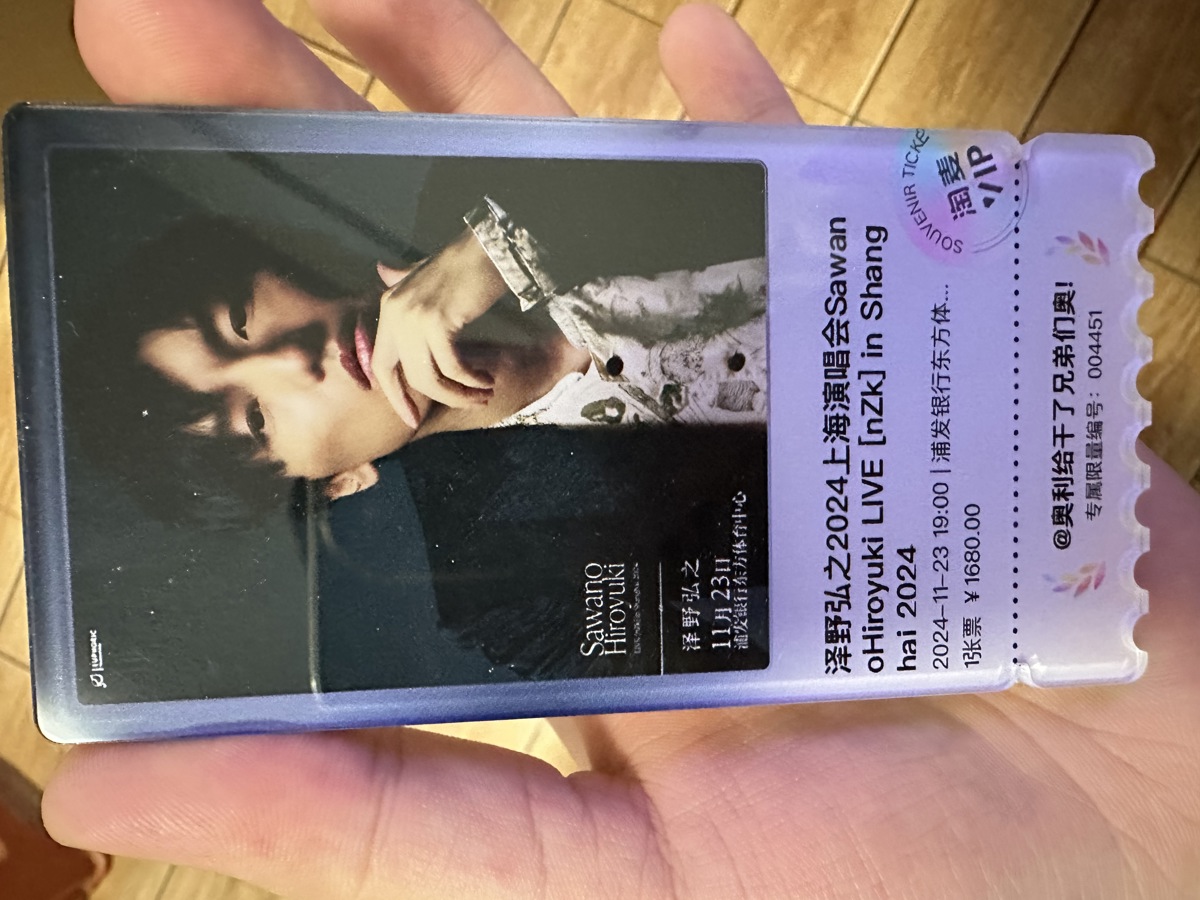 EUPHORIC
Sawano
Hiroyuki
泽野弘之
11月23日
浦发银行东方体育中心
泽野弘之2024上海演唱会Sawan
oHiroyuki LIVE [nZk] in Shang
hai 2024
2024-11-23 19:00 | 浦发银行东方体...
1张票 ¥1680.00
SOUVENIR TICKE
淘麦
VIP
@奥利给干了兄弟们奥!
专属限量编号：004451